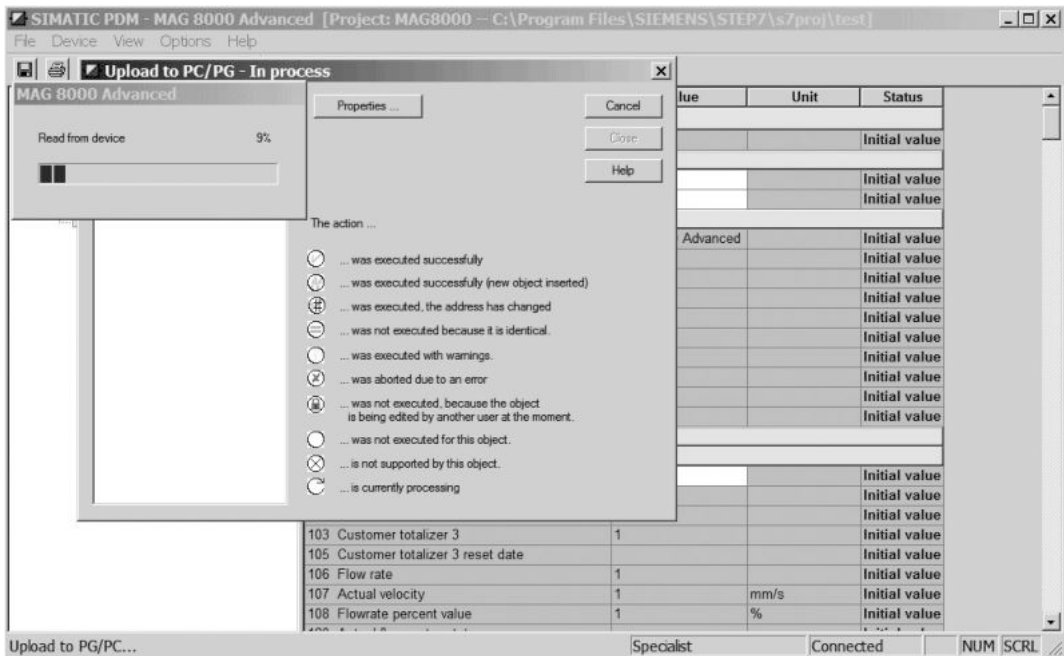 SIMATIC PDM - MAG 8000 Advanced [Project: MAG8000 -- C:\Program Files\SIEMENS\STEP7\s7proj\test]
File Device View Options Help
Upload to PC/PG - In process
MAG 8000 Advanced
Read from device 9%
Properties ...
Cancel
Close
Help
The action ...
... was executed successfully
... was executed successfully (new object inserted)
... was executed, the address has changed
... was not executed because it is identical.
... was executed with warnings.
... was aborted due to an error
... was not executed, because the object
is being edited by another user at the moment.
... was not executed for this object.
... is not supported by this object.
... is currently processing
lue Unit Status
Initial value
Initial value
Initial value
Advanced Initial value
Initial value
Initial value
Initial value
Initial value
Initial value
Initial value
Initial value
Initial value
Initial value
Initial value
Initial value
Initial value
103 Customer totalizer 3 1 Initial value
105 Customer totalizer 3 reset date Initial value
106 Flow rate 1 Initial value
107 Actual velocity 1 mm/s Initial value
108 Flowrate percent value 1 % Initial value
Upload to PG/PC... Specialist Connected NUM SCRL